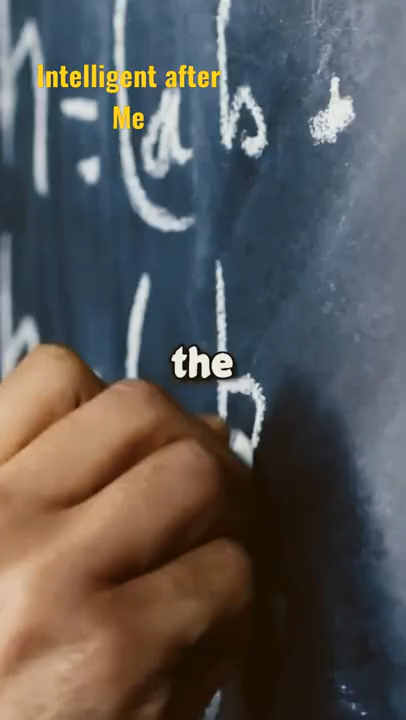 Intelligent after
Me
n = (a b .
the
h ( b